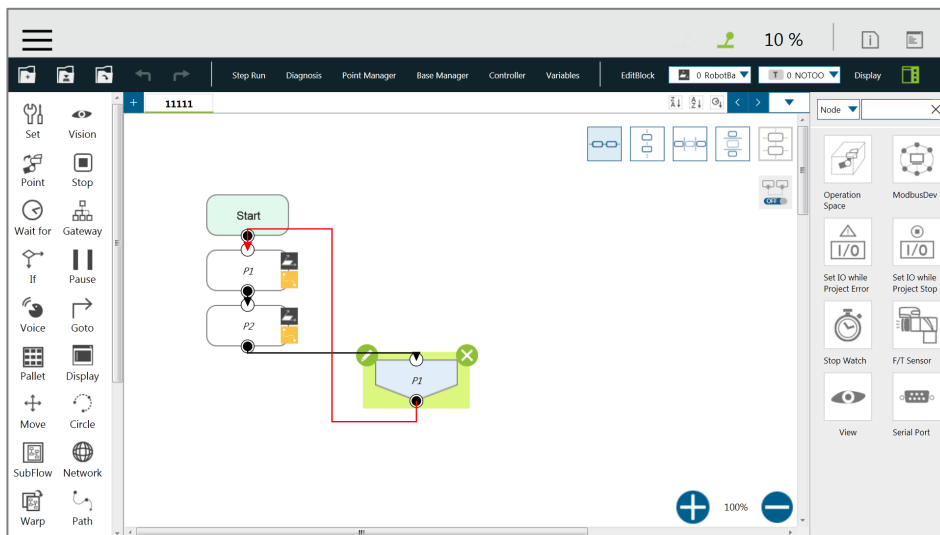 10 %
Step Run Diagnosis Point Manager Base Manager Controller Variables EditBlock 0 RobotBa T 0 NOTOO Display
+ 11111
Node
Set Vision
Point Stop
Wait for Gateway
If Pause
Voice Goto
Pallet Display
Move Circle
SubFlow Network
Warp Path
Start
P1
P2
P1
OFF
100%
Operation
Space
ModbusDev
I/O I/O
Set IO while
Project Error
Set IO while
Project Stop
Stop Watch F/T Sensor
View Serial Port